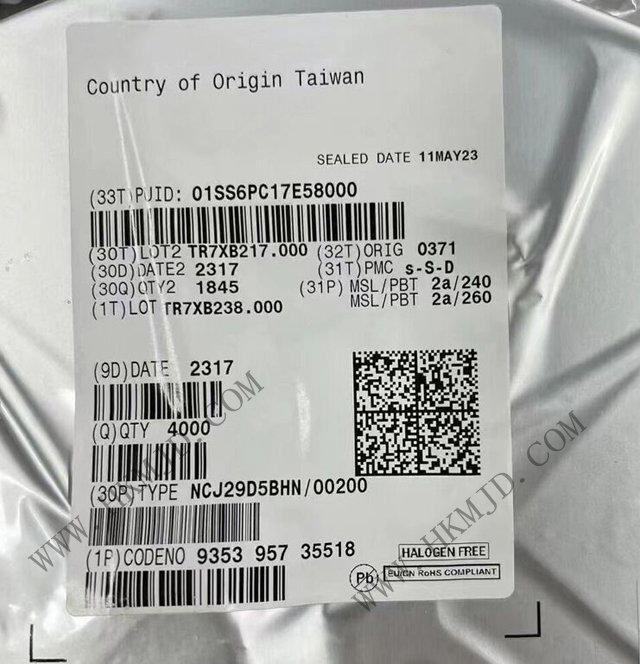 Country of Origin Taiwan
SEALED DATE 11MAY23
(33T)PUID: 01SS6PC17E58000
(30T)LOT2 TR7XB217.000 (32T)ORIG 0371
(30D)DATE2 2317 (31T)PMC s-S-D
(30Q)QTY2 1845 (31P) MSL/PBT 2a/240
MSL/PBT 2a/260
(1T)LOT TR7XB238.000
(9D)DATE 2317
(Q)QTY 4000
(30P)TYPE NCJ29D5BHN/00200
(1P)CODENO 9353 957 35518
HALOGEN FREE
Pb
EU/CN RoHS COMPLIANT
WWW.HKMJD.COM
WWW.HKMJD.COM